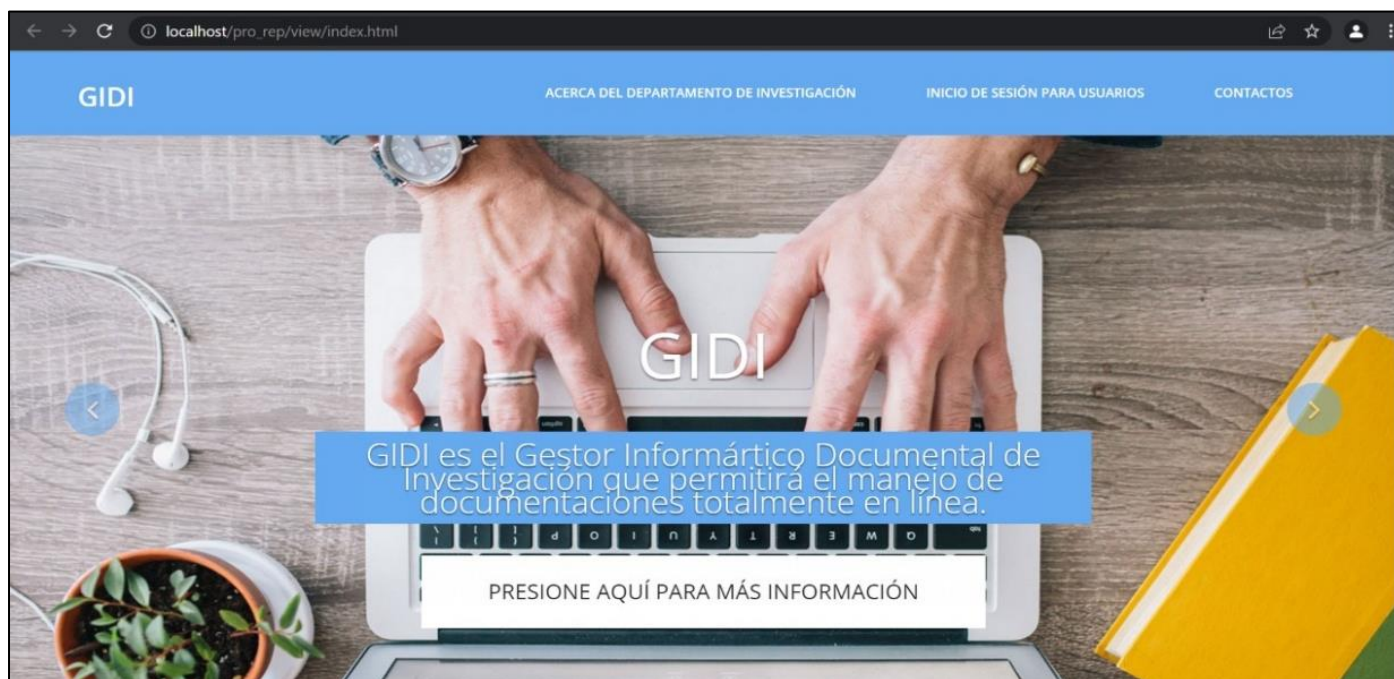 localhost/pro_rep/view/index.html
GIDI
ACERCA DEL DEPARTAMENTO DE INVESTIGACIÓN
INICIO DE SESIÓN PARA USUARIOS
CONTACTOS
GIDI
GIDI es el Gestor Informártico Documental de
Investigación que permitirá el manejo de
documentaciones totalmente en línea.
PRESIONE AQUÍ PARA MÁS INFORMACIÓN